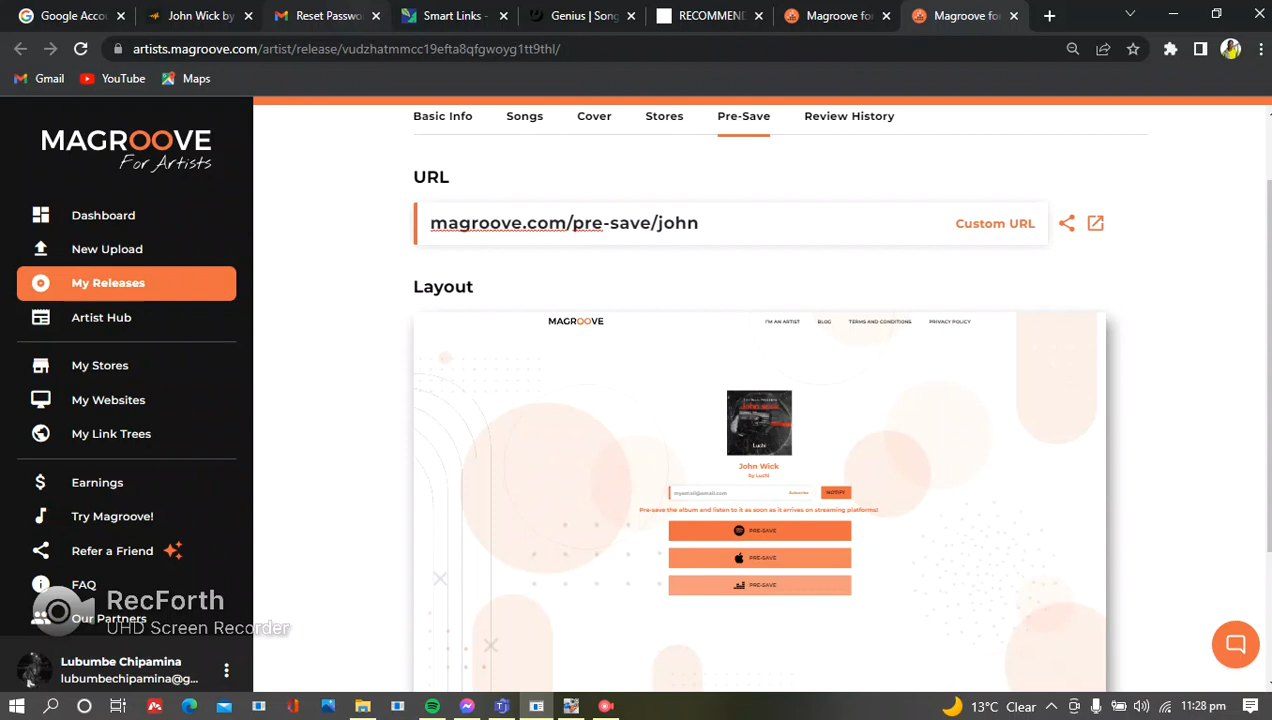 Google Acco
John Wick by
Reset Passwo
Smart Links -
Genius | Song
RECOMMEND
Magroove for
Magroove for
artists.magroove.com/artist/release/vudzhatmmcc19efta8qfgwoyg1tt9thl/
Gmail
YouTube
Maps
MAGROOVE
For Artists
Dashboard
New Upload
My Releases
Artist Hub
My Stores
My Websites
My Link Trees
Earnings
Try Magroove!
Refer a Friend
FAQ
Our Partners
RecForth
UHD Screen Recorder
Lubumbe Chipamina
lubumbechipamina@g...
Basic Info Songs Cover Stores Pre-Save Review History
URL
magroove.com/pre-save/john
Custom URL
Layout
MAGROOVE
I'M AN ARTIST BLOG TERMS AND CONDITIONS PRIVACY POLICY
Luchi
John Wick
by Luchi
myemail@email.com
Subscribe
NOTIFY
Pre-save the album and listen to it as soon as it arrives on streaming platforms!
PRE-SAVE
PRE-SAVE
PRE-SAVE
13°C Clear
11:28 pm